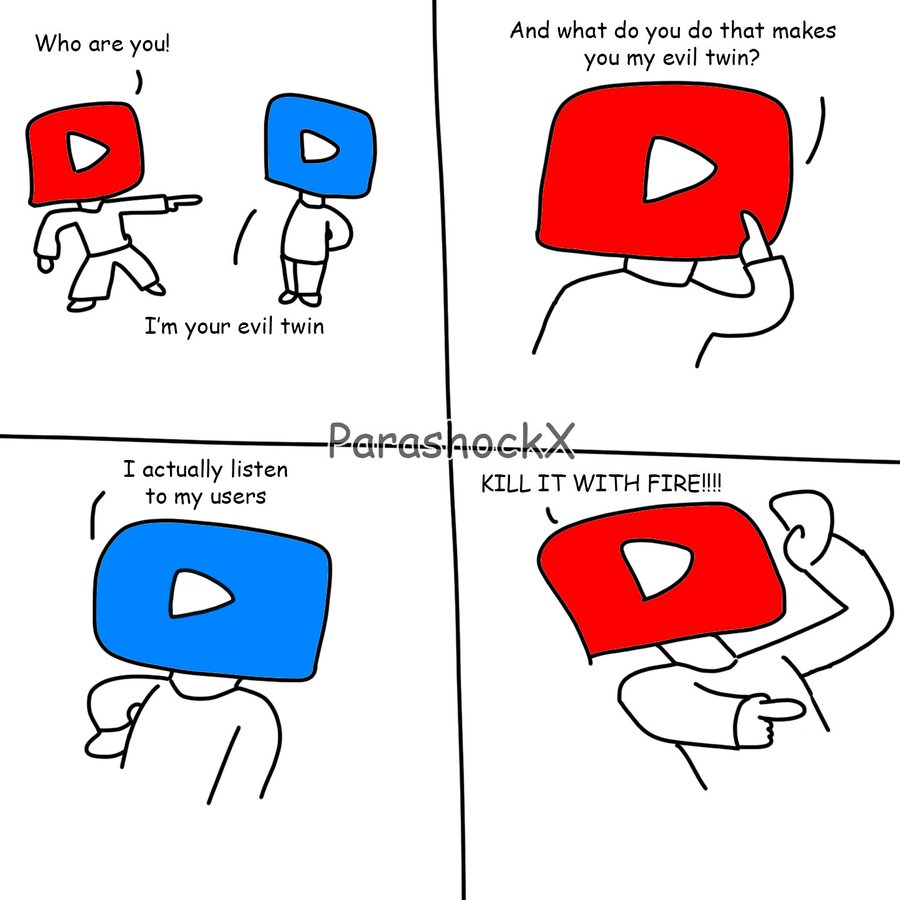 Who are you!
I'm your evil twin
And what do you do that makes
you my evil twin?
ParashockX
I actually listen
to my users
KILL IT WITH FIRE!!!!